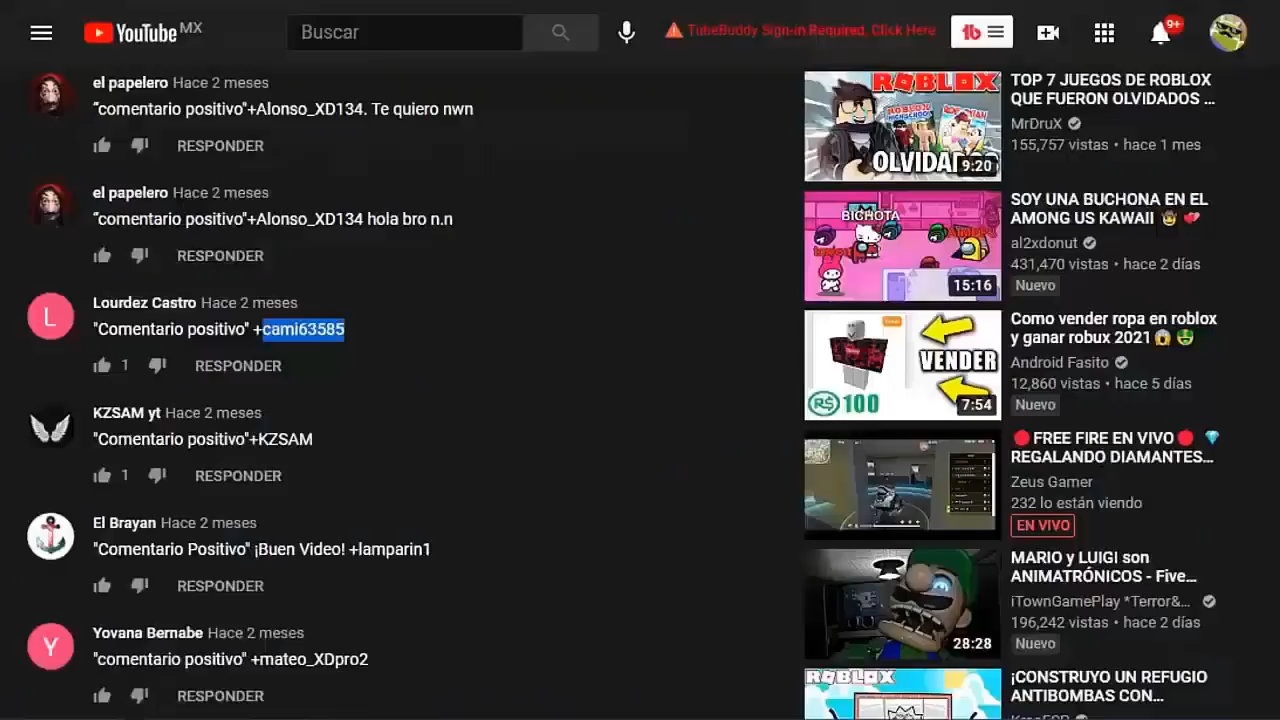 YouTube MX
Buscar
TubeBuddy Sign-in Required. Click Here
tb
9+
el papelero Hace 2 meses
"comentario positivo"+Alonso_XD134. Te quiero nwn
RESPONDER
el papelero Hace 2 meses
"comentario positivo"+Alonso_XD134 hola bro n.n
RESPONDER
L
Lourdez Castro Hace 2 meses
"Comentario positivo" +cami63585
1 RESPONDER
KZSAM yt Hace 2 meses
"Comentario positivo"+KZSAM
1 RESPONDER
El Brayan Hace 2 meses
"Comentario Positivo" ¡Buen Video! +lamparin1
RESPONDER
Y
Yovana Bernabe Hace 2 meses
"comentario positivo" +mateo_XDpro2
RESPONDER
ROBLOX
OLVIDA
9:20
TOP 7 JUEGOS DE ROBLOX
QUE FUERON OLVIDADOS ...
MrDruX
155,757 vistas • hace 1 mes
BICHOTA
15:16
SOY UNA BUCHONA EN EL
AMONG US KAWAII 🤠 💔
al2xdonut
431,470 vistas • hace 2 días
Nuevo
VENDER
R$ 100
7:54
Como vender ropa en roblox
y ganar robux 2021😱 🤑
Android Fasito
12,860 vistas • hace 5 días
Nuevo
🔴FREE FIRE EN VIVO🔴 💎
REGALANDO DIAMANTES...
Zeus Gamer
232 lo están viendo
EN VIVO
28:28
MARIO y LUIGI son
ANIMATRÓNICOS - Five...
iTownGamePlay *Terror&...
196,242 vistas • hace 2 días
Nuevo
ROBLOX
¡CONSTRUYO UN REFUGIO
ANTIBOMBAS CON...